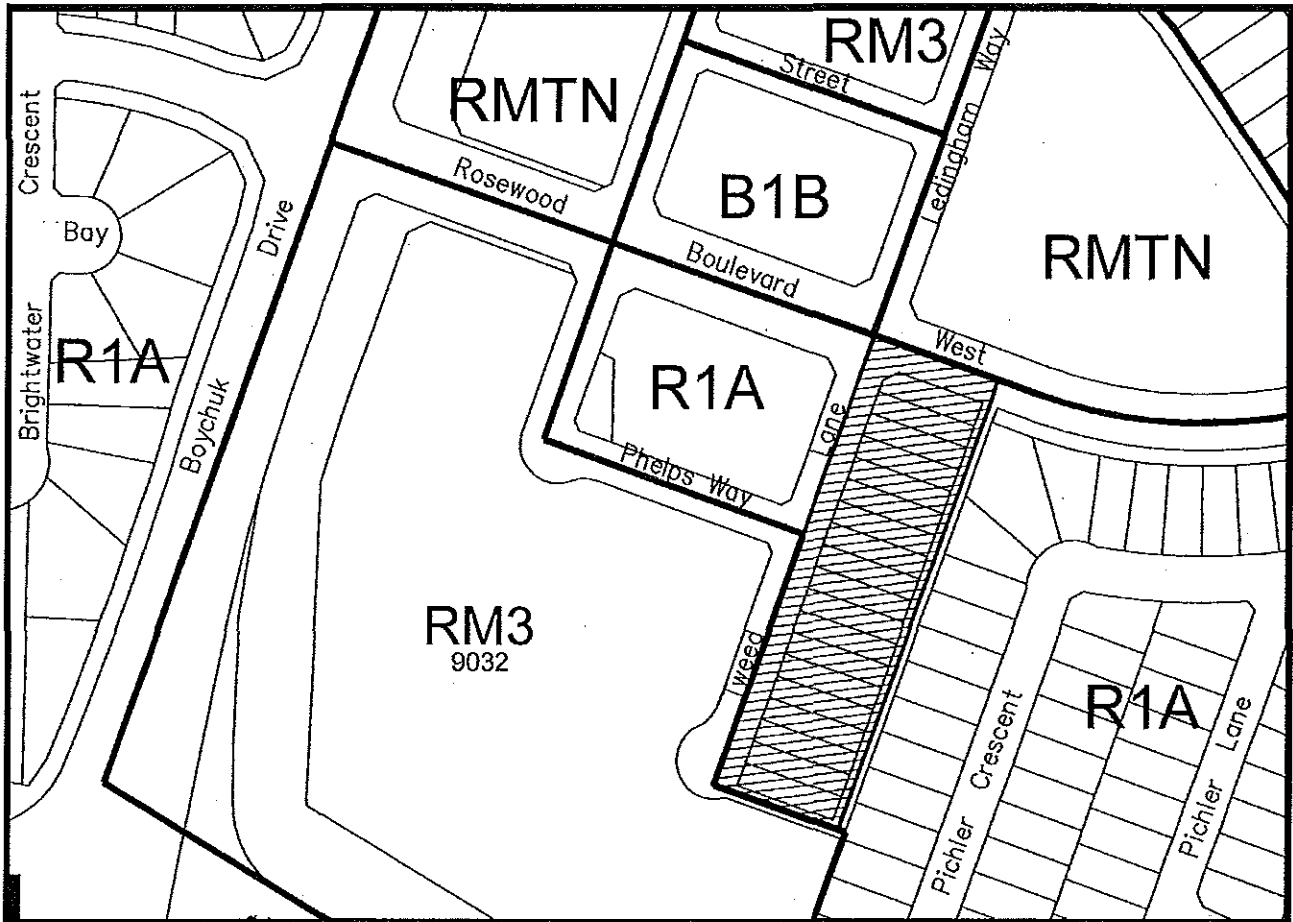 RM3
Street
Way
RMTN
Ledingham
Crescent
Rosewood
B1B
Bay
Drive
Boulevard
RMTN
Brightwater
R1A
West
R1A
Lane
Boychuk
Phelps Way
RM3
9032
Tweed
R1A
Pichler Crescent
Pichler Lane